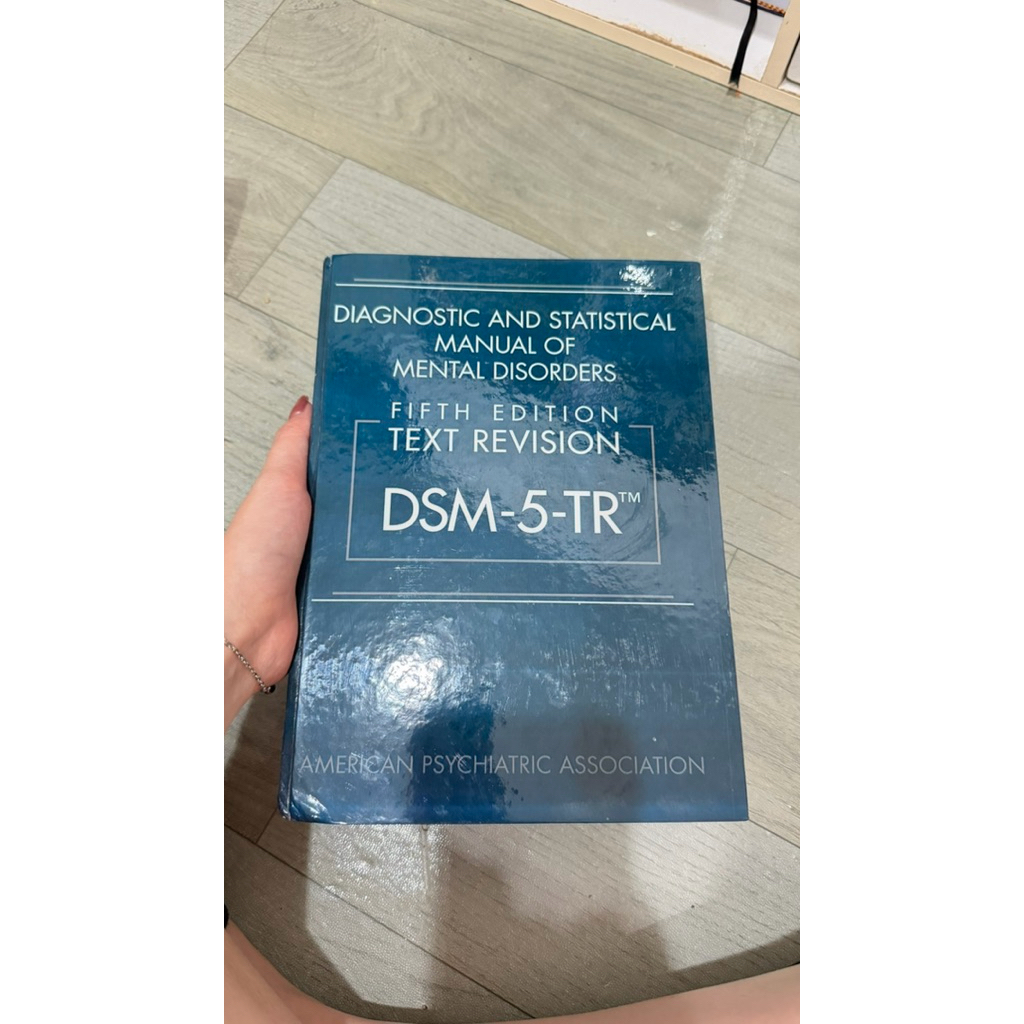 DIAGNOSTIC AND STATISTICAL
MANUAL OF
MENTAL DISORDERS
FIFTH EDITION
TEXT REVISION
DSM-5-TR™
AMERICAN PSYCHIATRIC ASSOCIATION